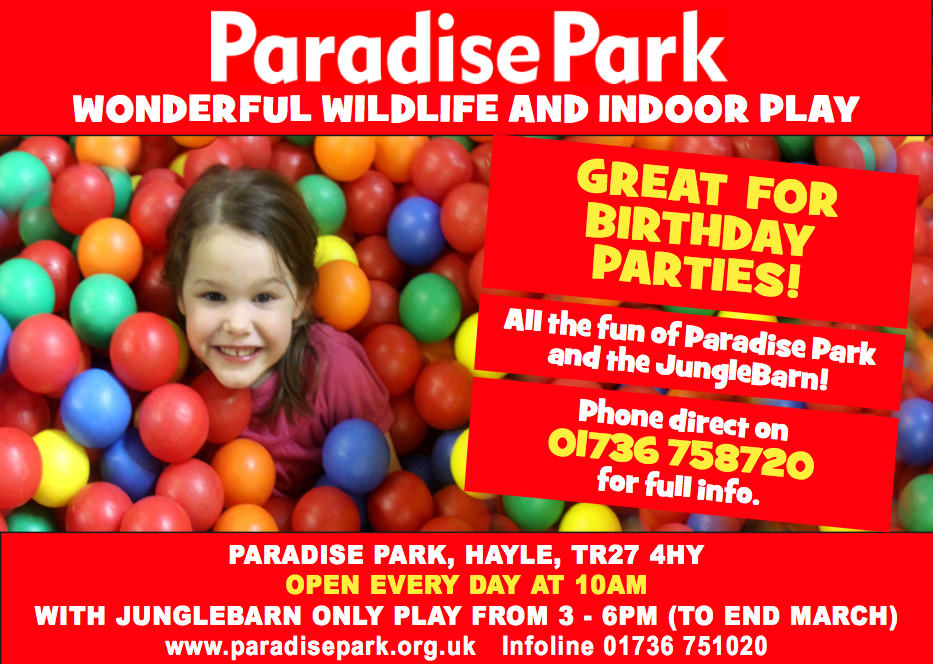 Paradise Park
WONDERFUL WILDLIFE AND INDOOR PLAY
GREAT FOR
BIRTHDAY
PARTIES!
All the fun of Paradise Park
and the JungleBarn!
Phone direct on
01736 758720
for full info.
PARADISE PARK, HAYLE, TR27 4HY
OPEN EVERY DAY AT 10AM
WITH JUNGLEBARN ONLY PLAY FROM 3 - 6PM (TO END MARCH)
www.paradisepark.org.uk Infoline 01736 751020